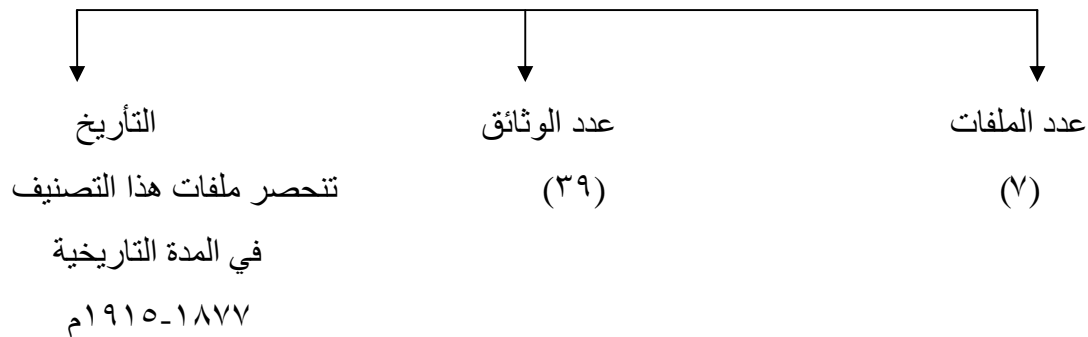 عدد الملفات
(٧)
عدد الوثائق
(٣٩)
التأريخ
تنحصر ملفات هذا التصنيف
في المدة التاريخية
١٨٧٧-١٩١٥م